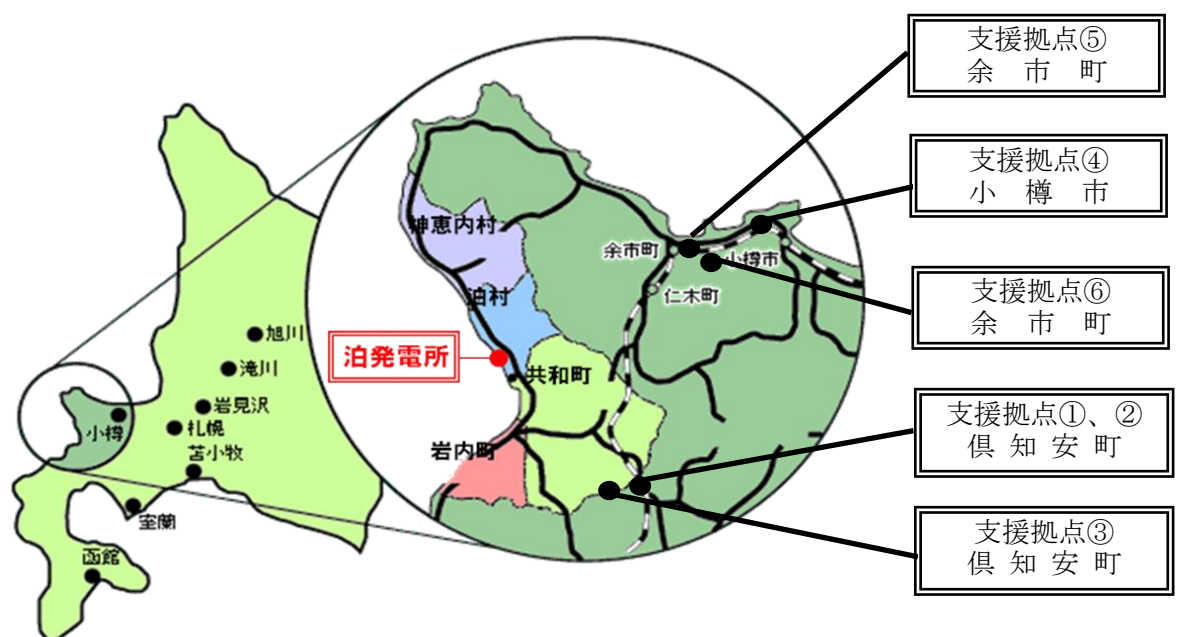 支援拠点⑤
余 市 町
支援拠点④
小 樽 市
支援拠点⑥
余 市 町
支援拠点①、②
倶 知 安 町
支援拠点③
倶 知 安 町
神恵内村
余市町
小樽市
仁木町
泊村
泊発電所
共和町
岩内町
旭川
滝川
岩見沢
小樽
札幌
苫小牧
室蘭
函館